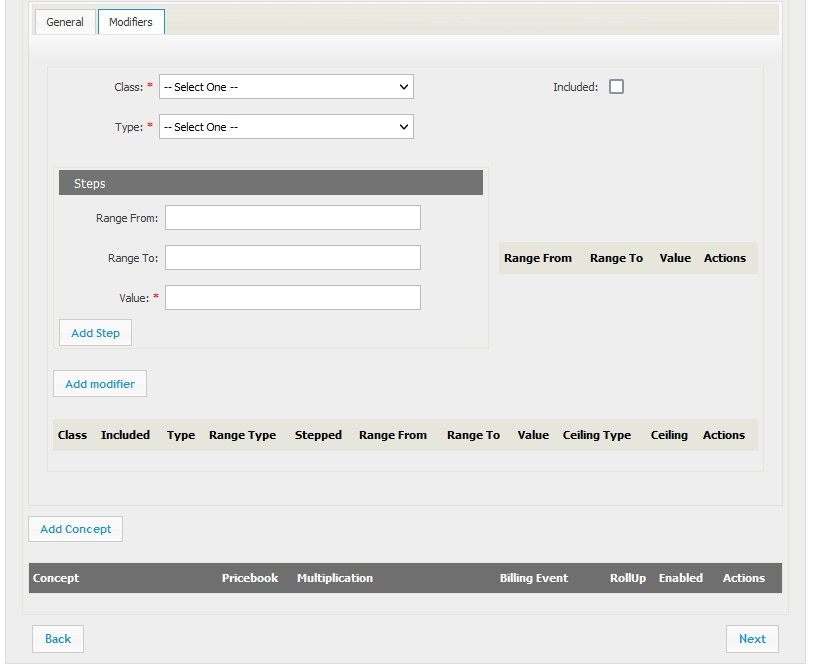 General Modifiers
Class: * -- Select One -- Included:
Type: * -- Select One --
Steps
Range From:
Range To:
Range From Range To Value Actions
Value: *
Add Step
Add modifier
Class Included Type Range Type Stepped Range From Range To Value Ceiling Type Ceiling Actions
Add Concept
Concept Pricebook Multiplication Billing Event RollUp Enabled Actions
Back Next